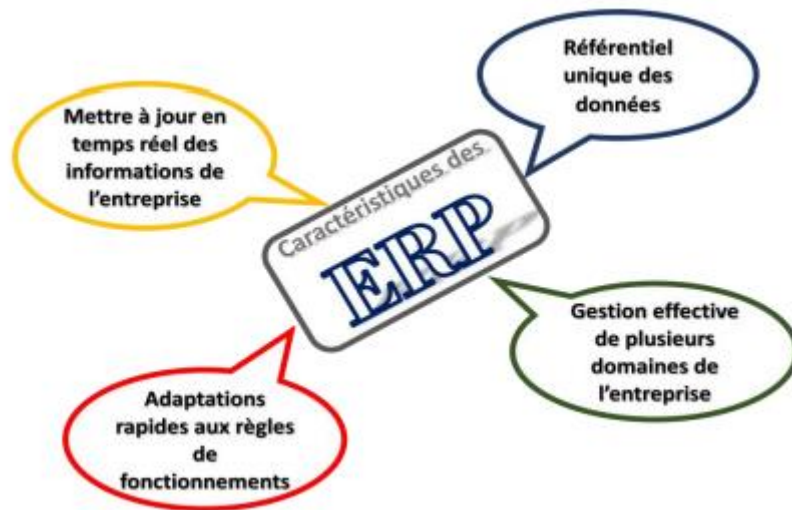 Référentiel
unique des
données
Mettre à jour en
temps réel des
informations de
l'entreprise
Caractéristiques des
ERP
Gestion effective
de plusieurs
domaines de
l'entreprise
Adaptations
rapides aux règles
de
fonctionnements